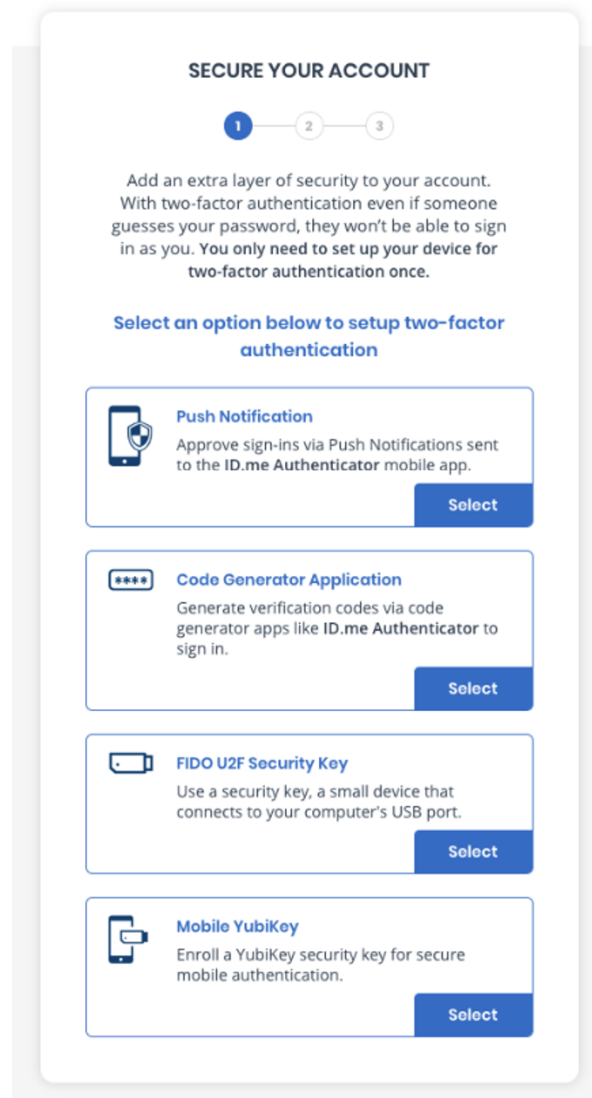 SECURE YOUR ACCOUNT
1 2 3
Add an extra layer of security to your account.
With two-factor authentication even if someone
guesses your password, they won't be able to sign
in as you. You only need to set up your device for
two-factor authentication once.
Select an option below to setup two-factor
authentication
Push Notification
Approve sign-ins via Push Notifications sent
to the ID.me Authenticator mobile app.
Select
****
Code Generator Application
Generate verification codes via code
generator apps like ID.me Authenticator to
sign in.
Select
FIDO U2F Security Key
Use a security key, a small device that
connects to your computer's USB port.
Select
Mobile YubiKey
Enroll a YubiKey security key for secure
mobile authentication.
Select